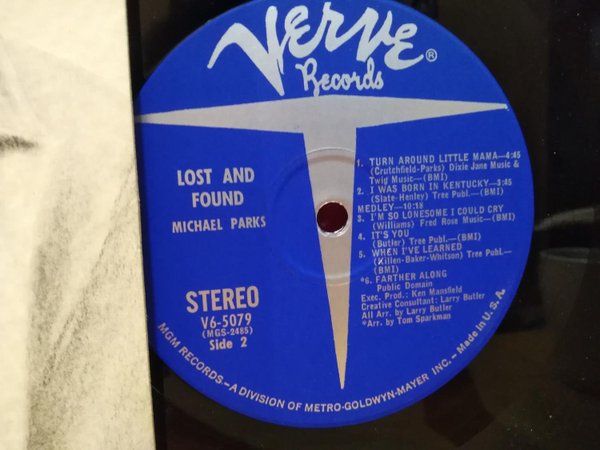 VERVE®
Records
LOST AND
FOUND
MICHAEL PARKS
STEREO
V6-5079
(MGS-2485)
Side 2
1. TURN AROUND LITTLE MAMA—4:45
(Crutchfield-Parks) Dixie Jane Music &
Twig Music—(BMI)
2. I WAS BORN IN KENTUCKY—3:45
(Slate-Henley) Tree Publ.—(BMI)
MEDLEY—10:18
3. I'M SO LONESOME I COULD CRY
(Williams) Fred Rose Music—(BMI)
4. IT'S YOU
(Butler) Tree Publ.—(BMI)
5. WHEN I'VE LEARNED
(Killen-Baker-Whitson) Tree Publ.—
(BMI)
*6. FARTHER ALONG
Public Domain
Exec. Prod.: Ken Mansfield
Creative Consultant: Larry Butler
All Arr. by Larry Butler
*Arr. by Tom Sparkman
MGM RECORDS—A DIVISION OF METRO-GOLDWYN-MAYER INC.—Made in U.S.A.